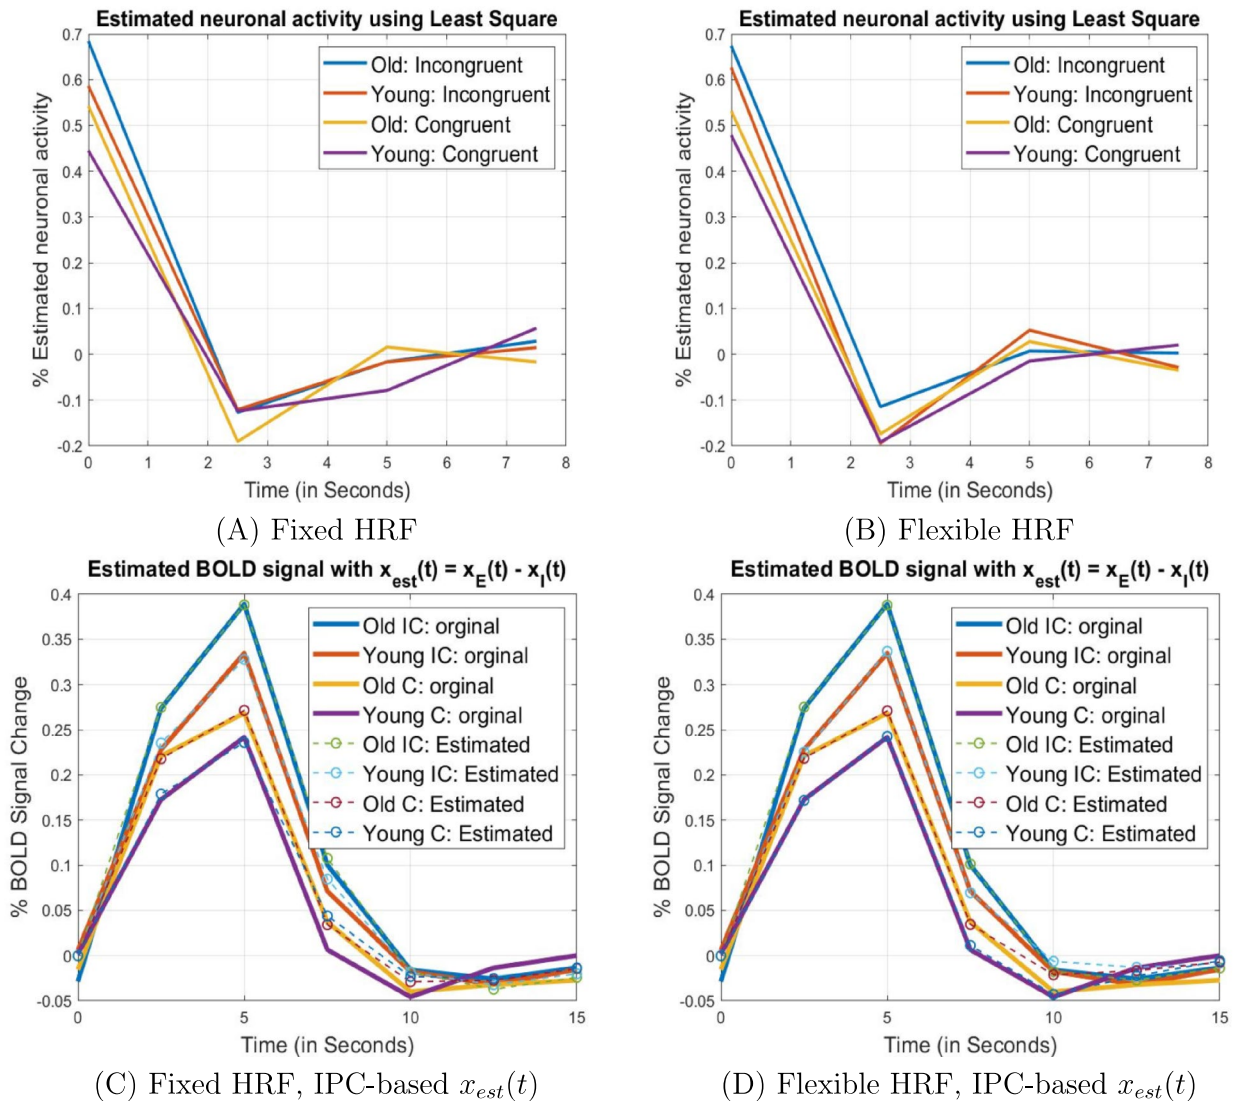 Estimated neuronal activity using Least Square
% Estimated neuronal activity
0.7
0.6
0.5
0.4
0.3
0.2
0.1
0
-0.1
-0.2
Old: Incongruent
Young: Incongruent
Old: Congruent
Young: Congruent
0 1 2 3 4 5 6 7 8
Time (in Seconds)
(A) Fixed HRF
Estimated neuronal activity using Least Square
% Estimated neuronal activity
0.7
0.6
0.5
0.4
0.3
0.2
0.1
0
-0.1
-0.2
Old: Incongruent
Young: Incongruent
Old: Congruent
Young: Congruent
0 1 2 3 4 5 6 7 8
Time (in Seconds)
(B) Flexible HRF
Estimated BOLD signal with x_est(t) = x_E(t) - x_I(t)
% BOLD Signal Change
0.4
0.35
0.3
0.25
0.2
0.15
0.1
0.05
0
-0.05
Old IC: orginal
Young IC: orginal
Old C: orginal
Young C: orginal
Old IC: Estimated
Young IC: Estimated
Old C: Estimated
Young C: Estimated
0 5 10 15
Time (in Seconds)
(C) Fixed HRF, IPC-based x_est(t)
Estimated BOLD signal with x_est(t) = x_E(t) - x_I(t)
% BOLD Signal Change
0.4
0.35
0.3
0.25
0.2
0.15
0.1
0.05
0
-0.05
Old IC: orginal
Young IC: orginal
Old C: orginal
Young C: orginal
Old IC: Estimated
Young IC: Estimated
Old C: Estimated
Young C: Estimated
0 5 10 15
Time (in Seconds)
(D) Flexible HRF, IPC-based x_est(t)